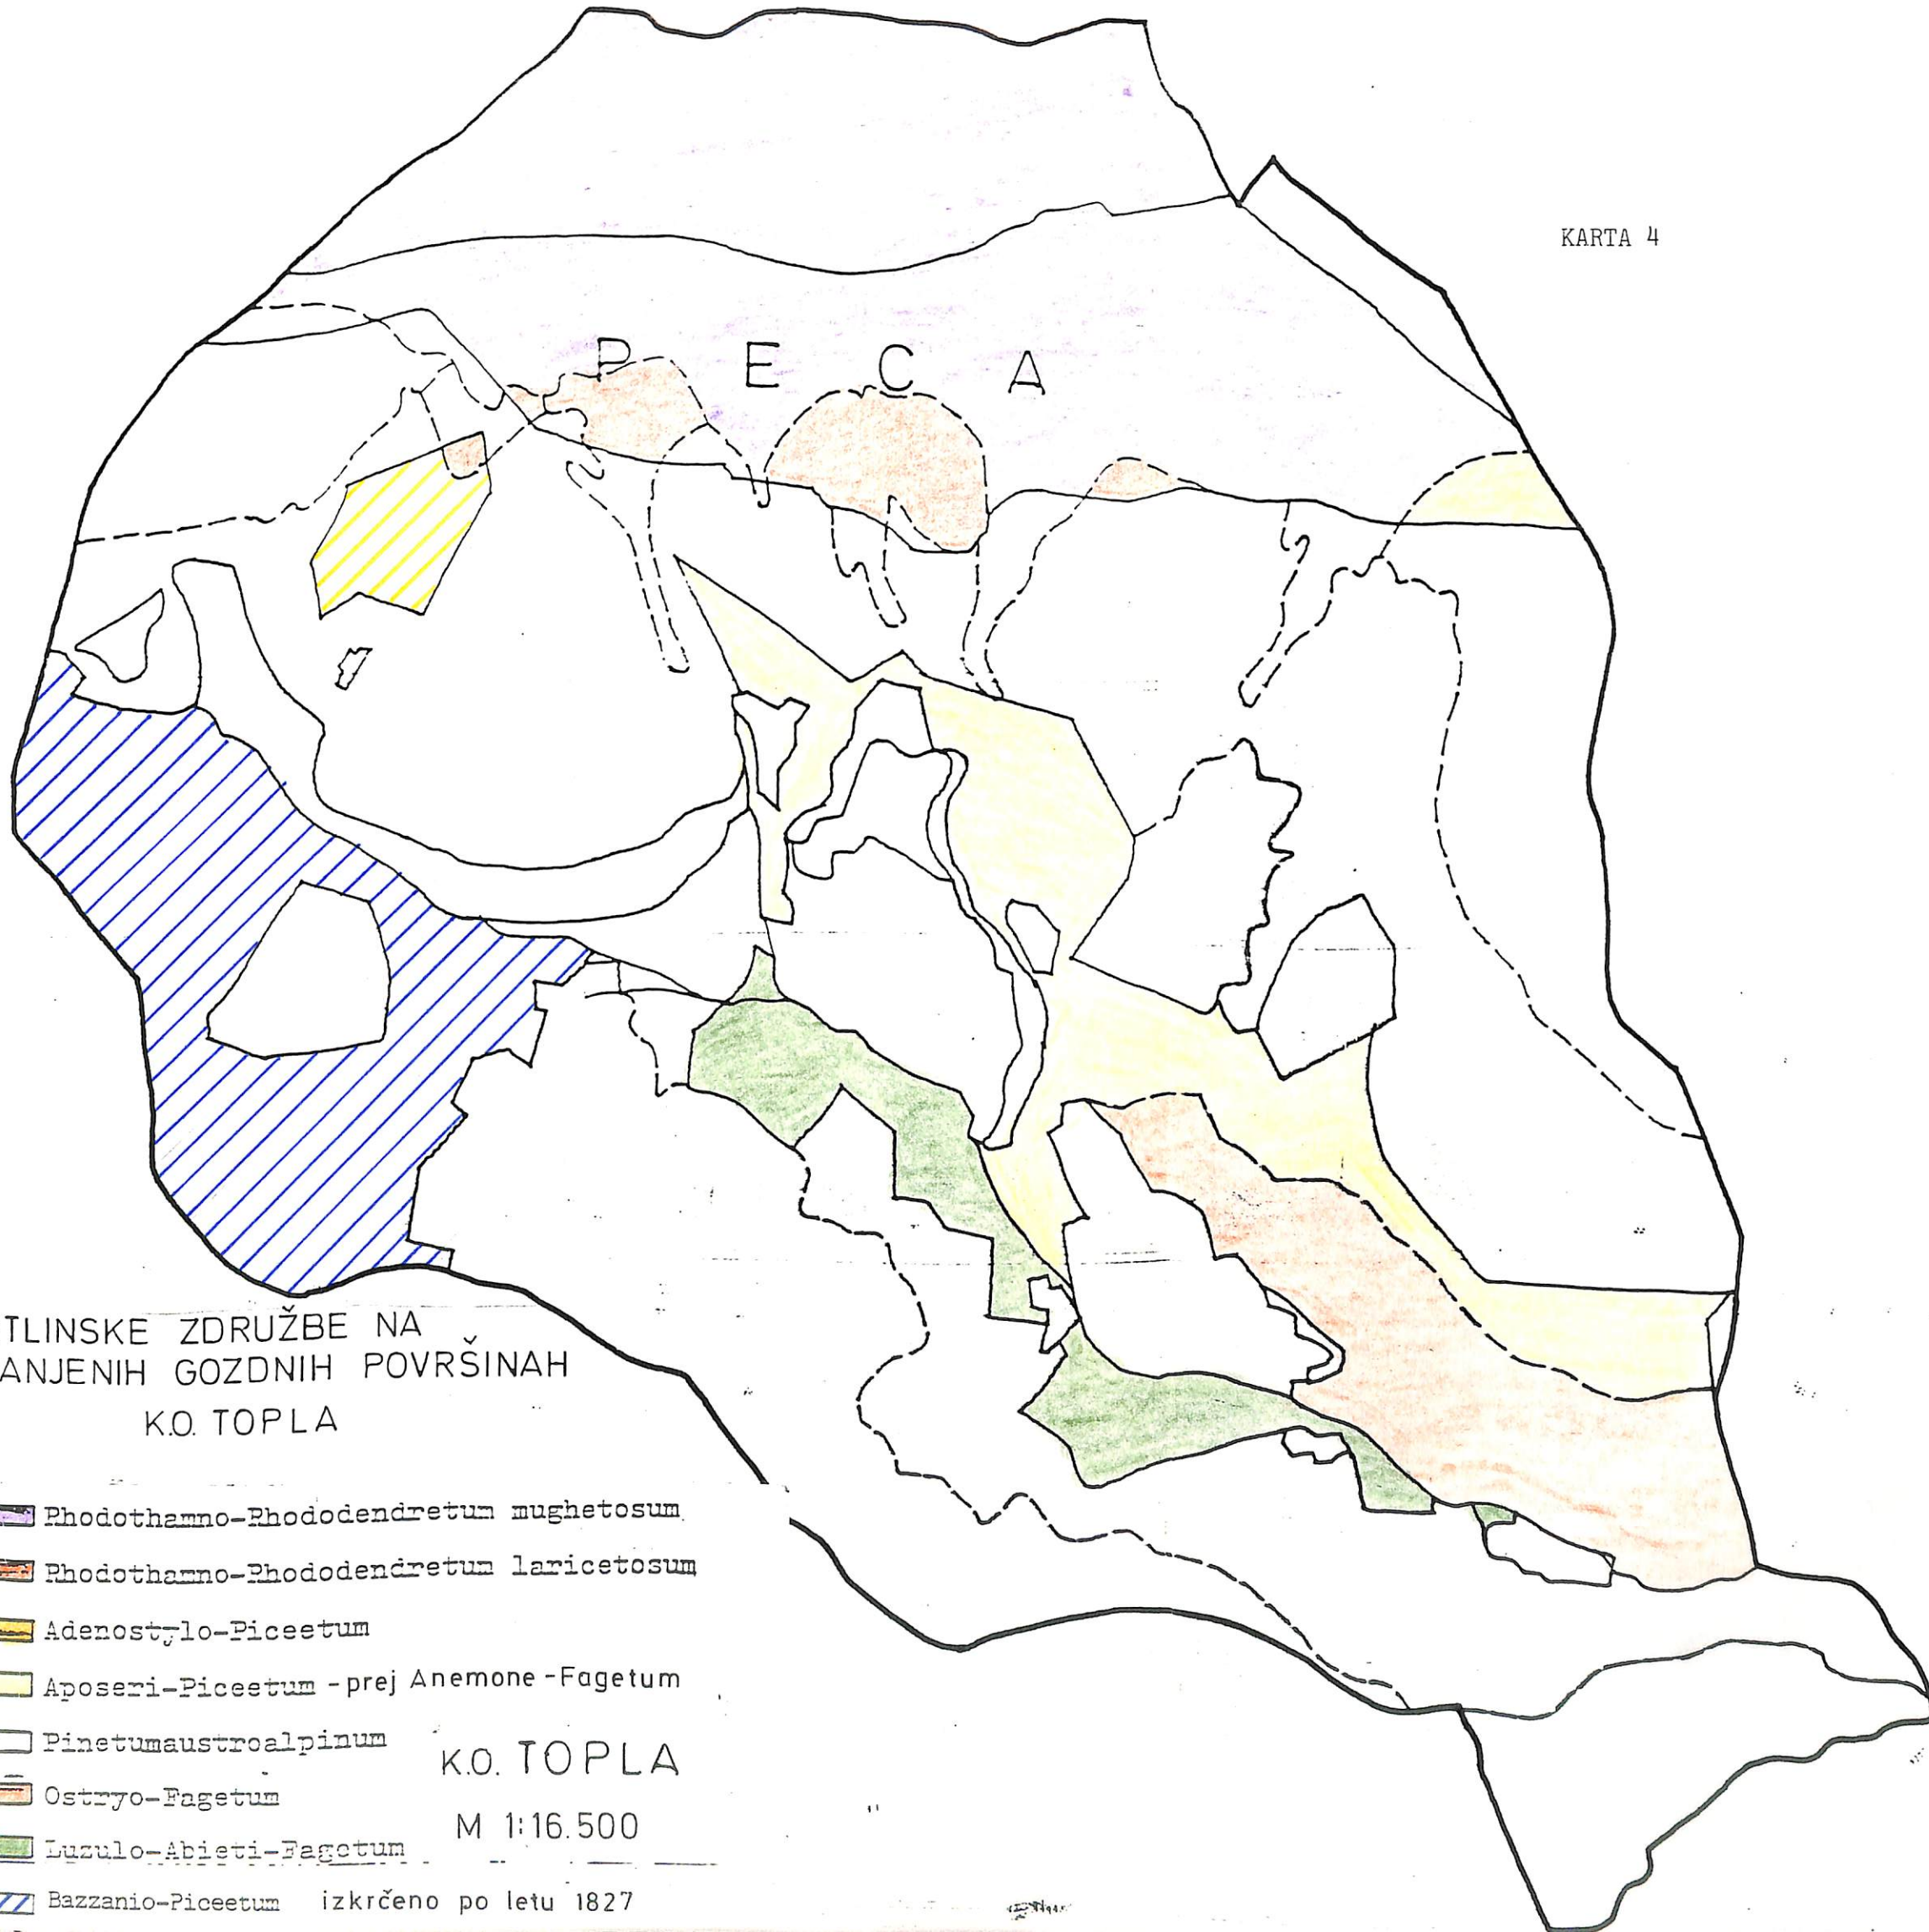 KARTA 4
P E C A
TLINSKE ZDRUŽBE NA
ANJENIH GOZDNIH POVRŠINAH
K.O. TOPLA
Rhodothamno-Rhododendretum mughetosum
Rhodothamno-Rhododendretum laricetosum
Adenostylo-Piceetum
Aposeri-Piceetum - prej Anemone-Fagetum
Pinetumaustroalpinum
K.O. TOPLA
Ostryo-Fagetum
M 1:16.500
Luzulo-Abieti-Fagetum
Bazzanio-Piceetum izkrčeno po letu 1827